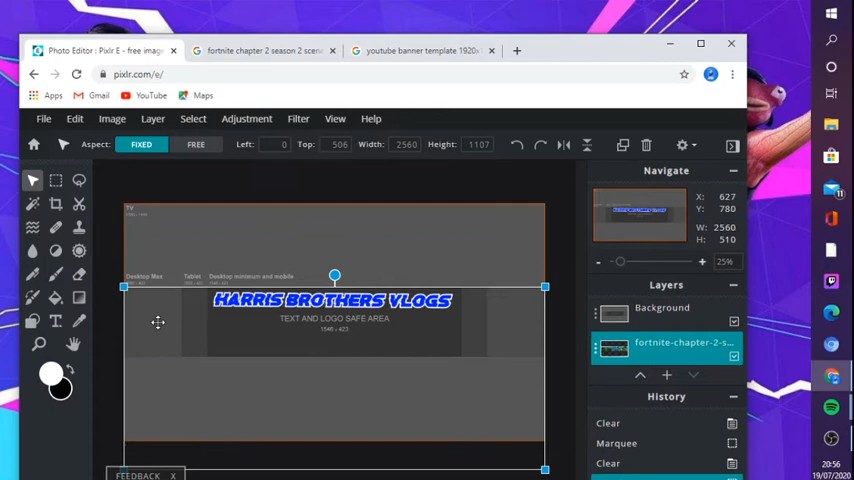 Photo Editor : Pixlr E - free imag
fortnite chapter 2 season 2 scene
youtube banner template 1920x
pixlr.com/e/
Apps Gmail YouTube Maps
File Edit Image Layer Select Adjustment Filter View Help
Aspect: FIXED FREE Left: 0 Top: 506 Width: 2560 Height: 1107
Navigate
X: 627
Y: 780
W: 2560
H: 510
25%
TV
Desktop Max Tablet Desktop minimum and mobile
HARRIS BROTHERS VLOGS
TEXT AND LOGO SAFE AREA
1546 x 423
Layers
Background
fortnite-chapter-2-s...
History
Clear
Marquee
Clear
FEEDBACK X
11
20:56
19/07/2020